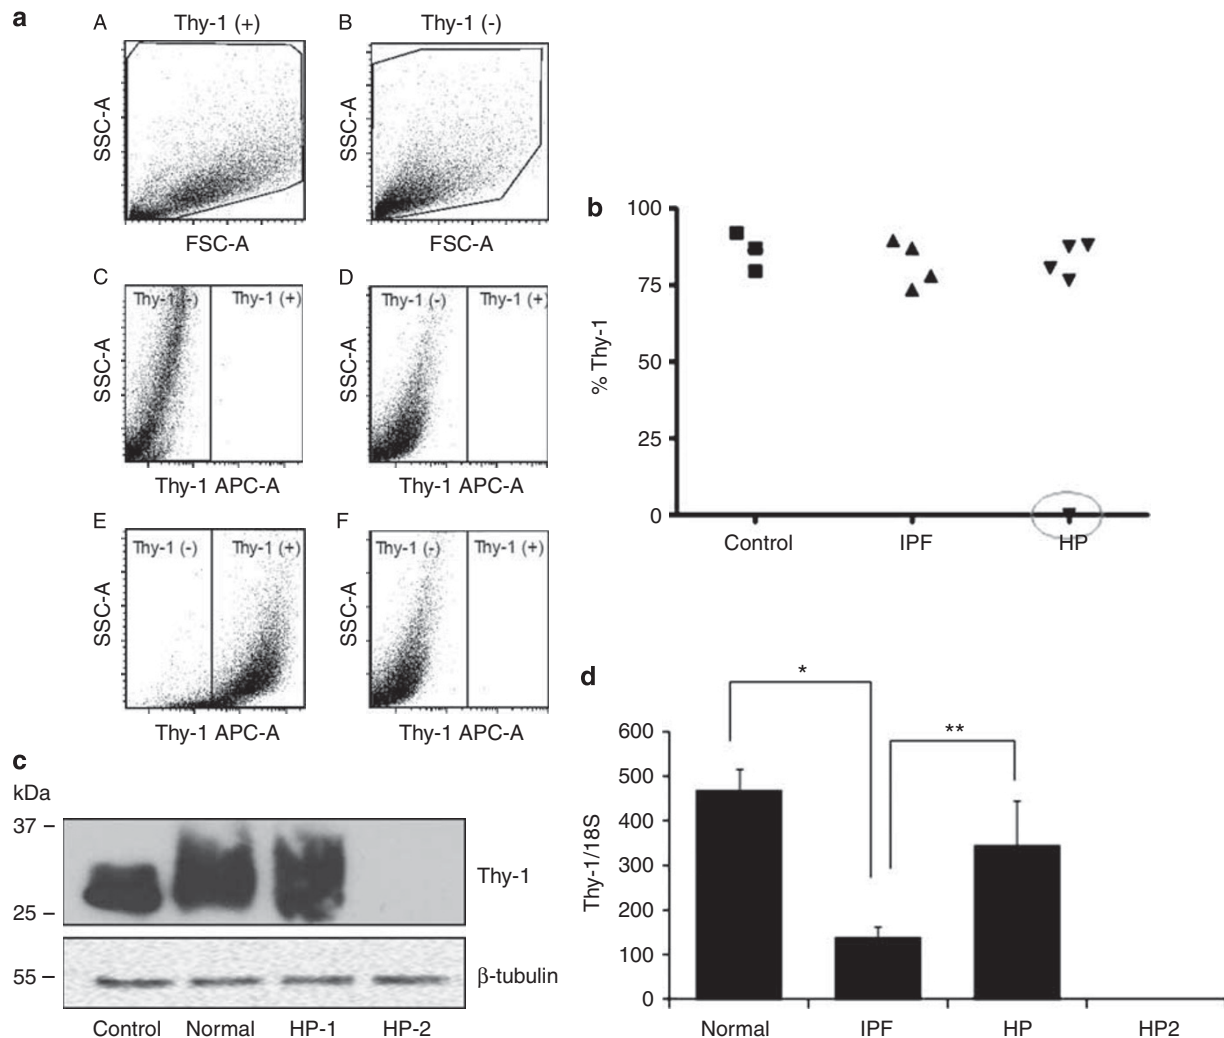 a
A
Thy-1 (+)
SSC-A
FSC-A
B
Thy-1 (-)
SSC-A
FSC-A
C
Thy-1 (-)
Thy-1 (+)
SSC-A
Thy-1 APC-A
D
Thy-1 (-)
Thy-1 (+)
SSC-A
Thy-1 APC-A
E
Thy-1 (-)
Thy-1 (+)
SSC-A
Thy-1 APC-A
F
Thy-1 (-)
Thy-1 (+)
SSC-A
Thy-1 APC-A
b
% Thy-1
100
75
50
25
0
Control
IPF
HP
c
kDa
37 –
25 –
Thy-1
55 –
β-tubulin
Control
Normal
HP-1
HP-2
d
*
**
Thy-1/18S
600
500
400
300
200
100
0
Normal
IPF
HP
HP2